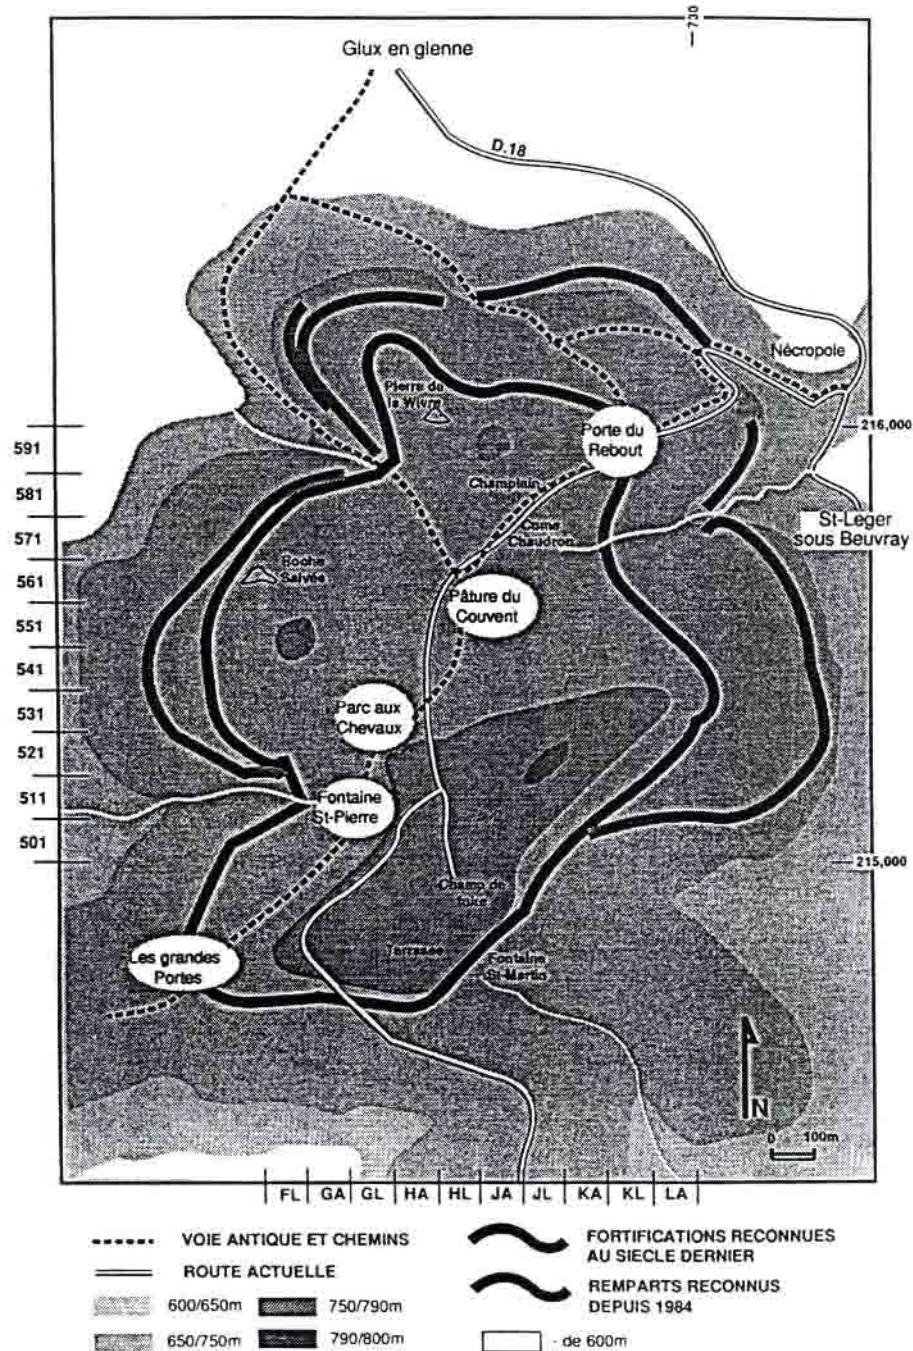 730
Glux en glenne
D.18
Nécropole
Pierre de
la Wivre
Porte du
Rebout
216,000
591
581
571
561
551
541
531
521
511
501
Champlain
Come
Chaudron
St-Leger
sous Beuvray
Roche
Salvée
Pâture du
Couvent
Parc aux
Chevaux
Fontaine
St-Pierre
215,000
Champ de
foire
Terrasse
Fontaine
St-Martin
Les grandes
Portes
N
0 100m
FL GA GL HA HL JA JL KA KL LA
VOIE ANTIQUE ET CHEMINS
ROUTE ACTUELLE
600/650m
750/790m
650/750m
790/800m
FORTIFICATIONS RECONNUES
AU SIECLE DERNIER
REMPARTS RECONNUS
DEPUIS 1984
- de 600m